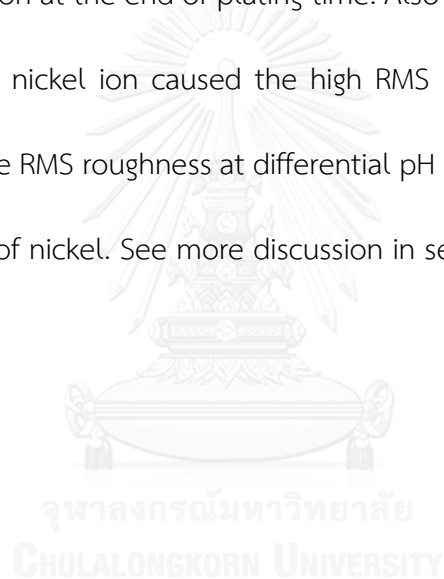 on at the end of plating time. Also
nickel ion caused the high RMS
RMS roughness at differential pH
of nickel. See more discussion in
จุฬาลงกรณ์มหาวิทยาลัย
CHULALONGKORN UNIVERSITY